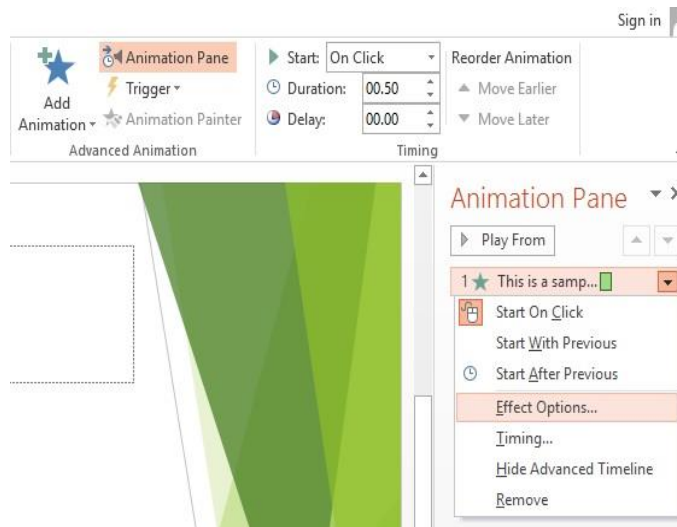 Sign in
Add Animation
Animation Pane
Trigger
Animation Painter
Advanced Animation
Start: On Click
Duration: 00.50
Delay: 00.00
Timing
Reorder Animation
Move Earlier
Move Later
Animation Pane
Play From
1 This is a samp...
Start On Click
Start With Previous
Start After Previous
Effect Options...
Timing...
Hide Advanced Timeline
Remove